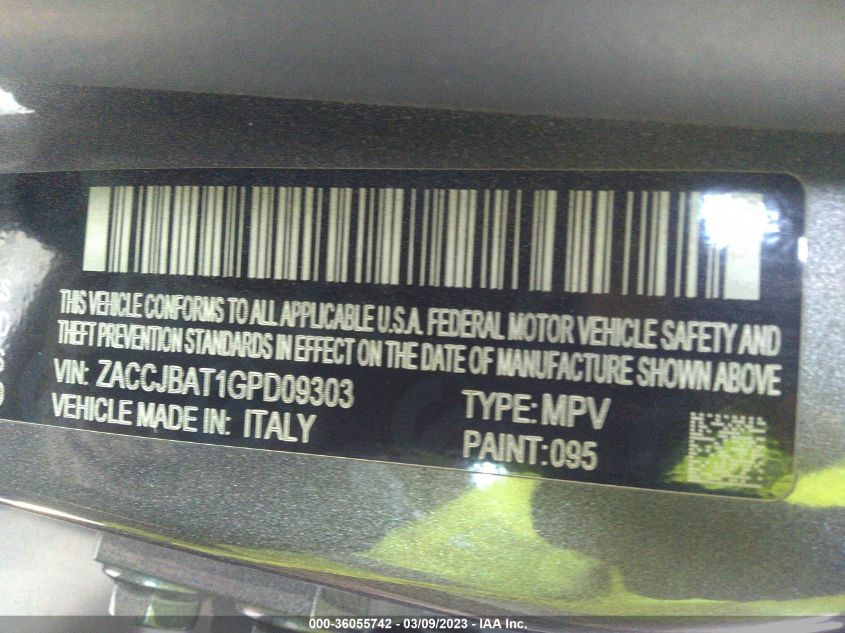 THIS VEHICLE CONFORMS TO ALL APPLICABLE U.S.A. FEDERAL MOTOR VEHICLE SAFETY AND
THEFT PREVENTION STANDARDS IN EFFECT ON THE DATE OF MANUFACTURE SHOWN ABOVE
VIN: ZACCJBAT1GPD09303
TYPE: MPV
VEHICLE MADE IN: ITALY
PAINT: 095
000-36055742 - 03/09/2023 - IAA Inc.